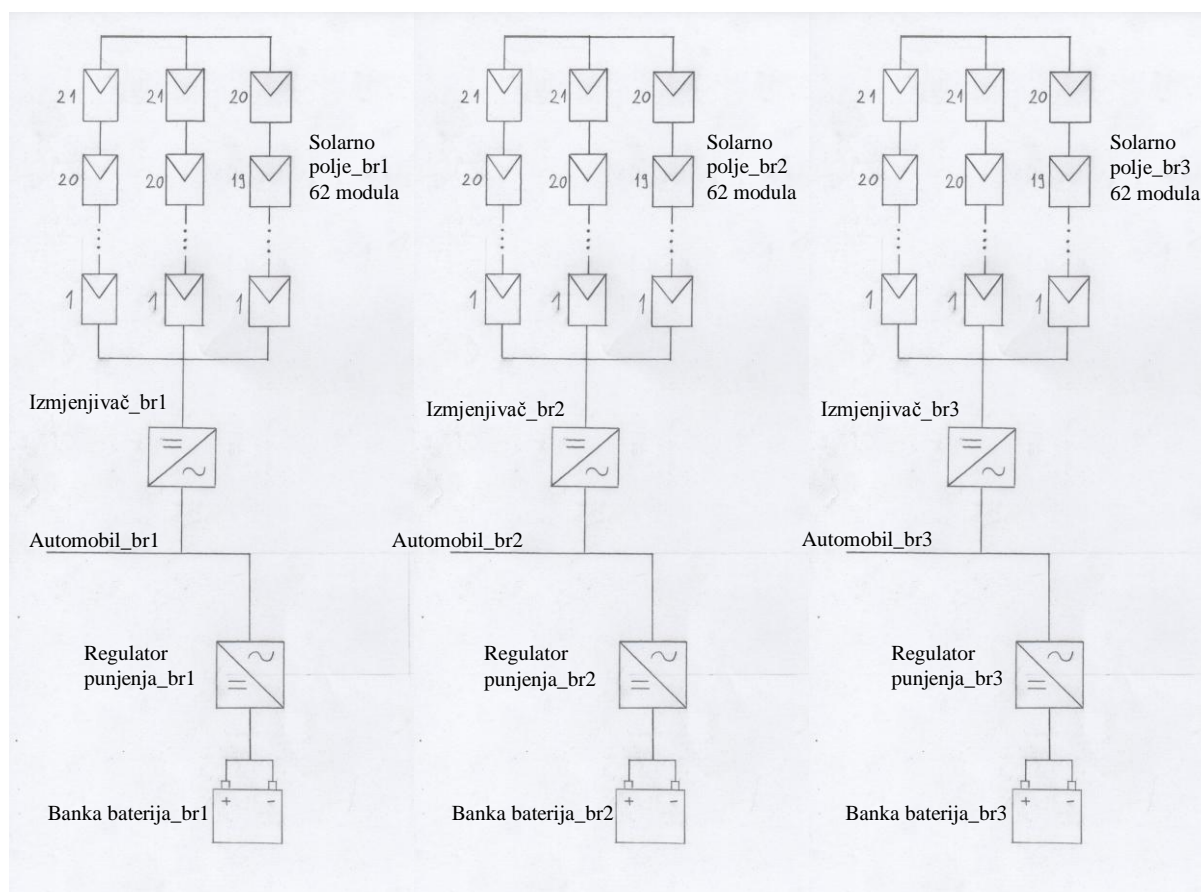 21 21 20
Solarno
polje_br1
62 modula
20 20 19
1 1 1
Izmjenjivač_br1
Automobil_br1
Regulator
punjenja_br1
+ -
Banka baterija_br1
21 21 20
Solarno
polje_br2
62 modula
20 20 19
1 1 1
Izmjenjivač_br2
Automobil_br2
Regulator
punjenja_br2
+ -
Banka baterija_br2
21 21 20
Solarno
polje_br3
62 modula
20 20 19
1 1 1
Izmjenjivač_br3
Automobil_br3
Regulator
punjenja_br3
+ -
Banka baterija_br3